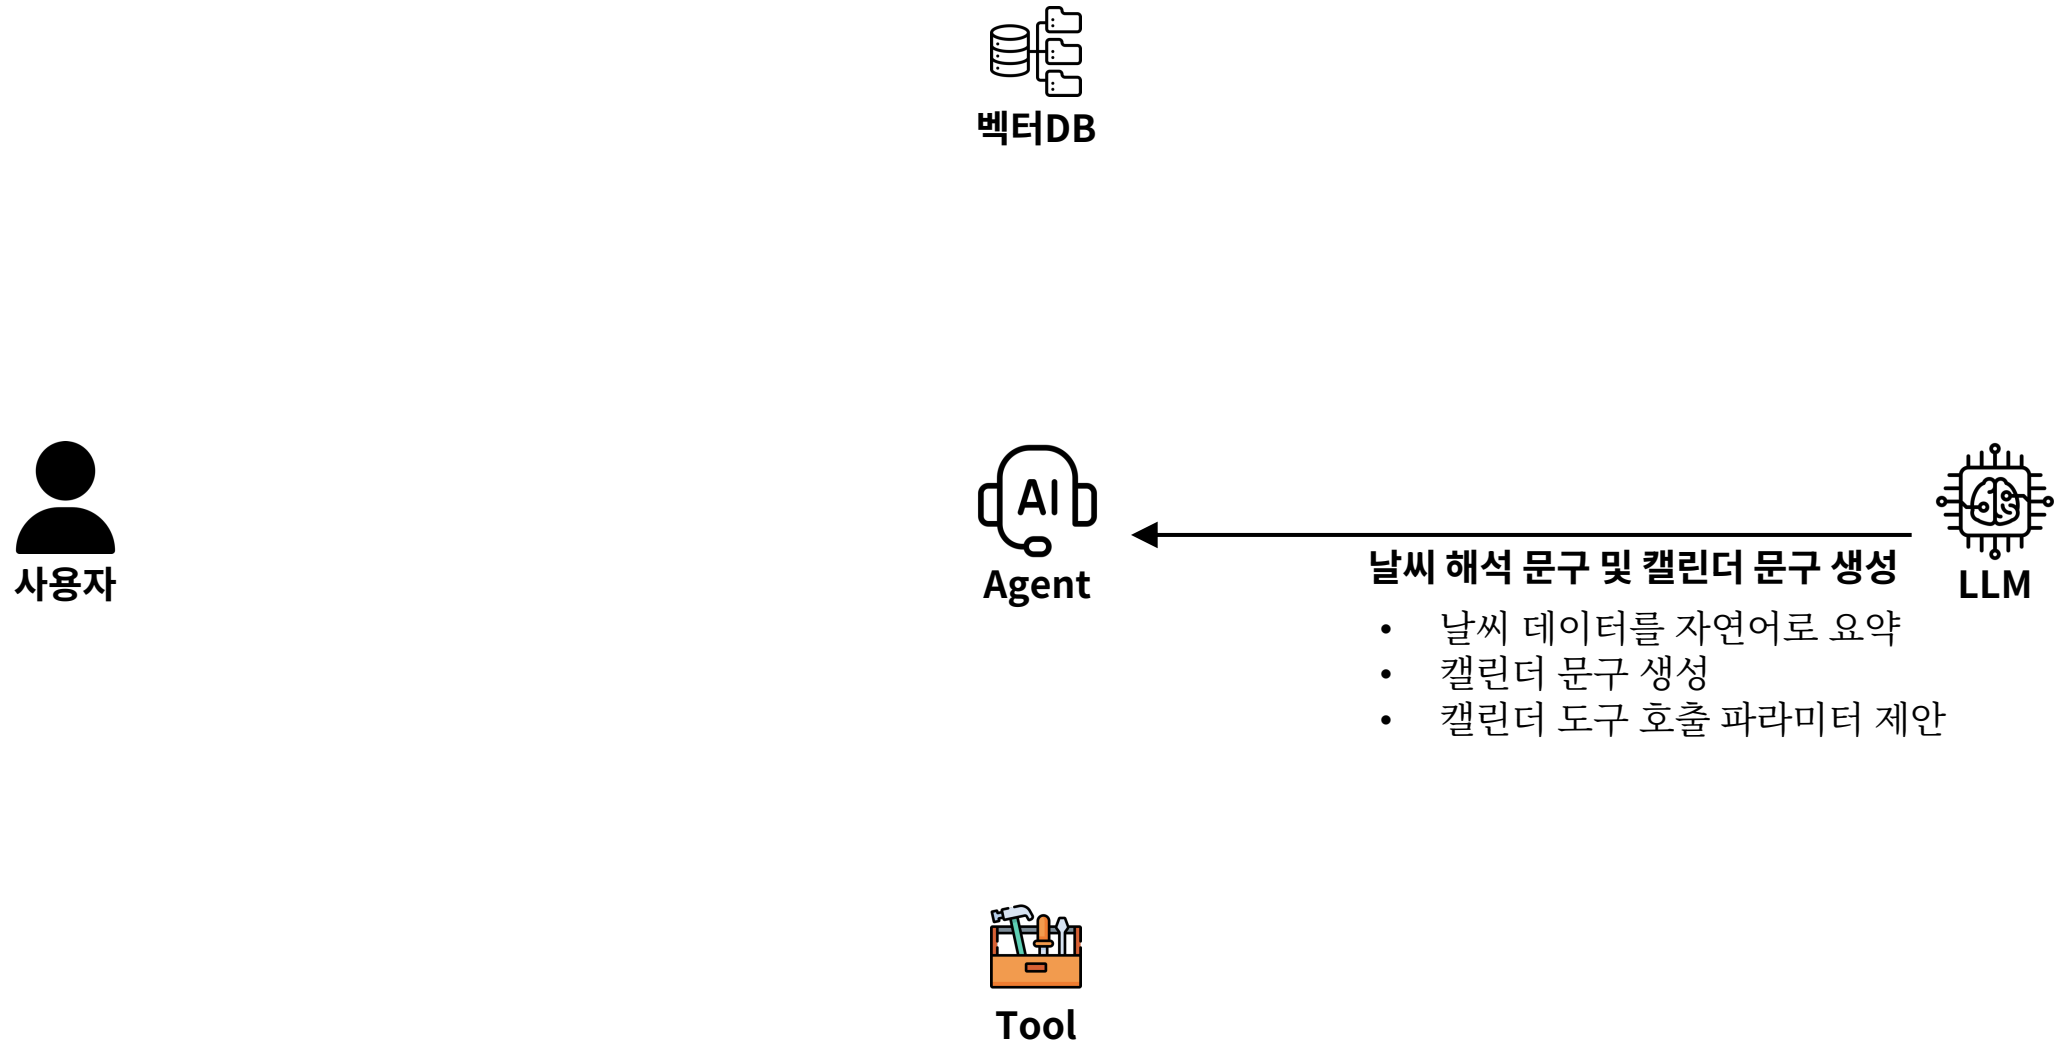 벡터DB
AI
사용자
Agent
날씨 해석 문구 및 캘린더 문구 생성
LLM
• 날씨 데이터를 자연어로 요약
• 캘린더 문구 생성
• 캘린더 도구 호출 파라미터 제안
Tool